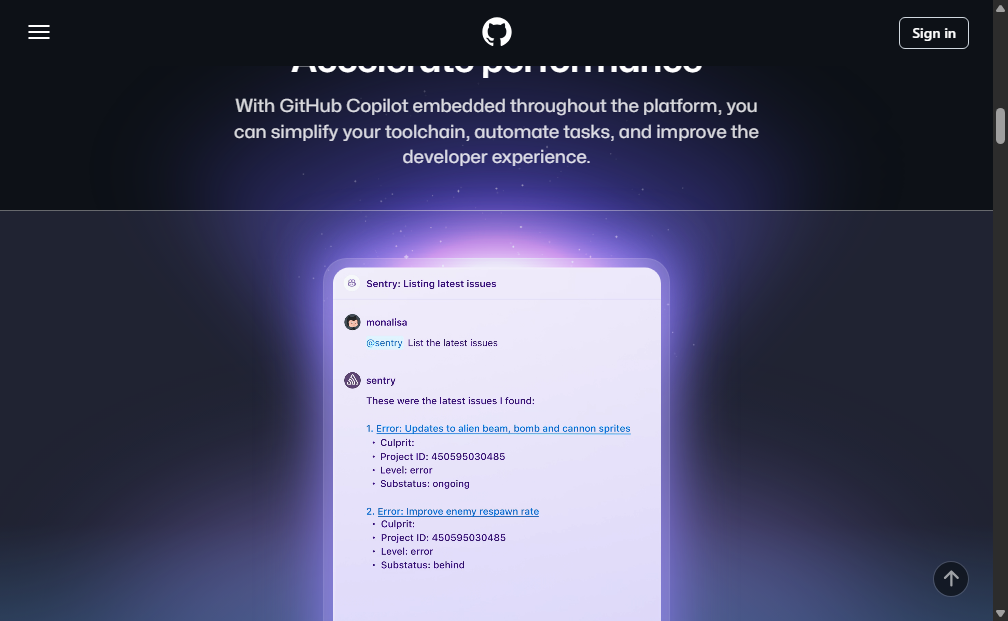 Sign in
Accelerate performance
With GitHub Copilot embedded throughout the platform, you
can simplify your toolchain, automate tasks, and improve the
developer experience.
Sentry: Listing latest issues
monalisa
@sentry List the latest issues
sentry
These were the latest issues I found:
1. Error: Updates to alien beam, bomb and cannon sprites
• Culprit:
• Project ID: 450595030485
• Level: error
• Substatus: ongoing
2. Error: Improve enemy respawn rate
• Culprit:
• Project ID: 450595030485
• Level: error
• Substatus: behind